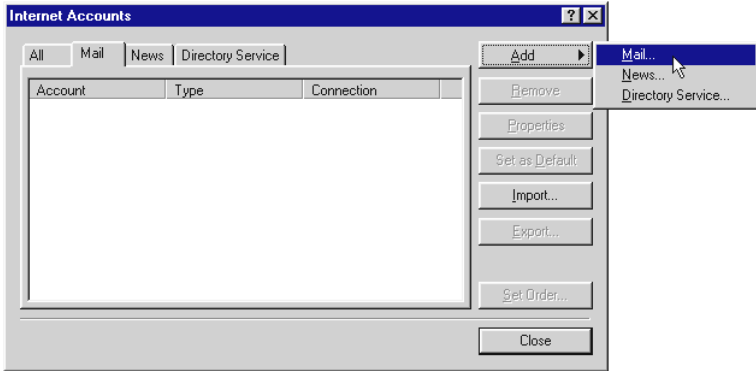 Internet Accounts
All Mail News Directory Service
Account Type Connection
Add
Mail...
News...
Directory Service...
Remove
Properties
Set as Default
Import...
Export...
Set Order...
Close